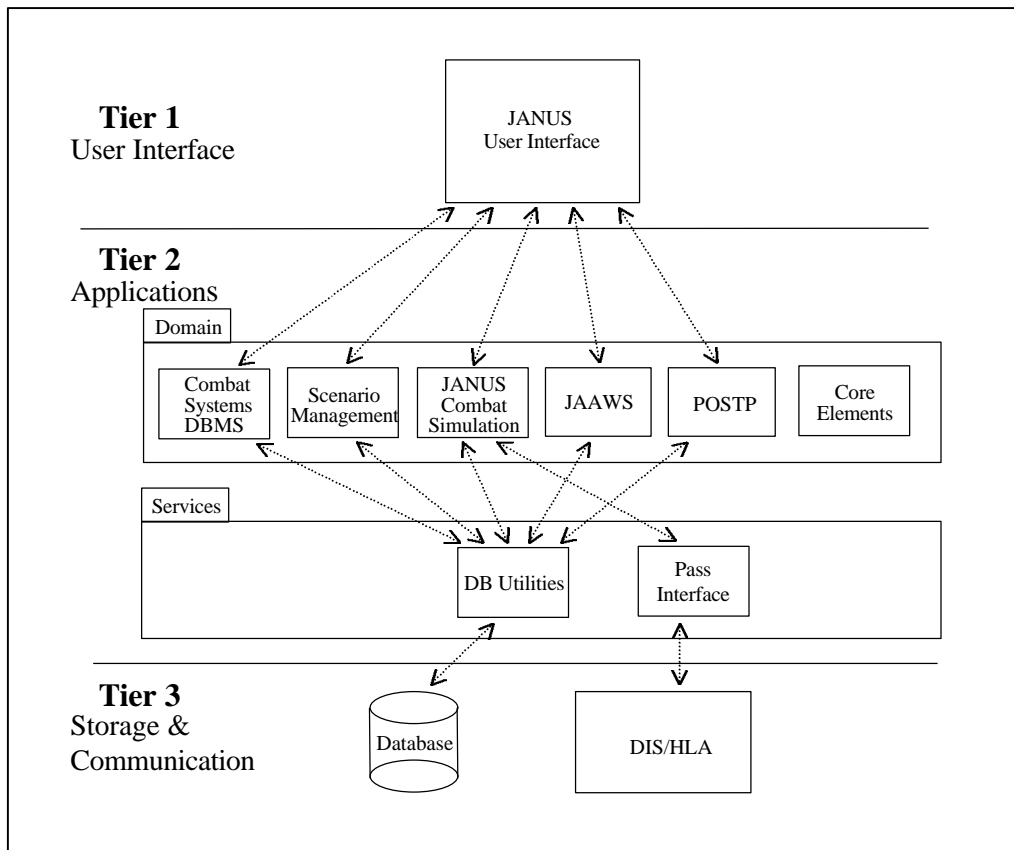 Tier 1
User Interface
JANUS
User Interface
Tier 2
Applications
Domain
Combat
Systems
DBMS
Scenario
Management
JANUS
Combat
Simulation
JAAWS
POSTP
Core
Elements
Services
DB Utilities
Pass
Interface
Tier 3
Storage &
Communication
Database
DIS/HLA